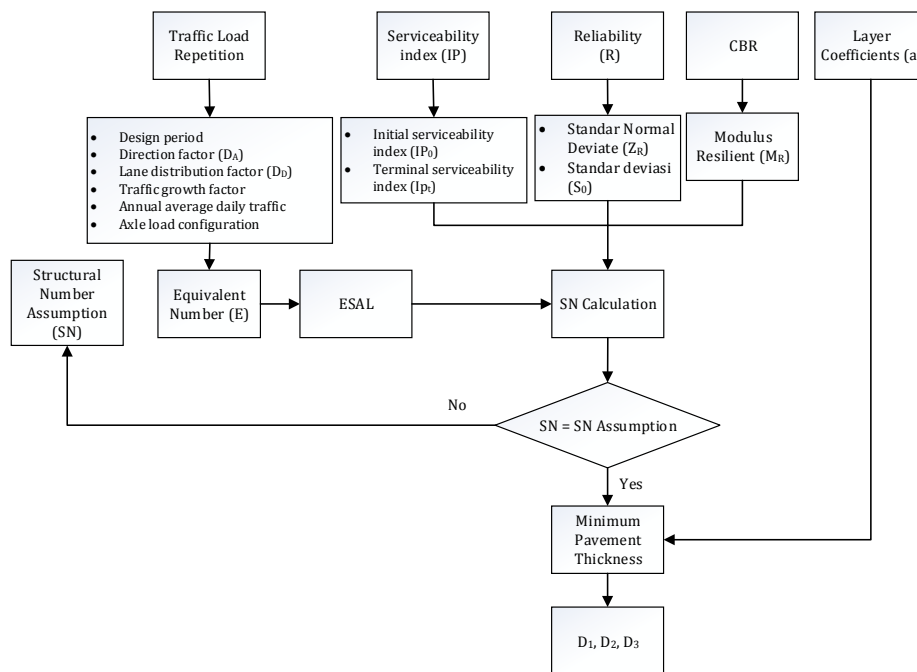 Traffic Load
Repetition
Serviceability
index (IP)
Reliability
(R)
CBR
Layer
Coefficients (a
• Design period
• Direction factor (DA)
• Lane distribution factor (DD)
• Traffic growth factor
• Annual average daily traffic
• Axle load configuration
• Initial serviceability
index (IP0)
• Terminal serviceability
index (Ipt)
• Standar Normal
Deviate (ZR)
• Standar deviasi
(S0)
Modulus
Resilient (MR)
Structural
Number
Assumption
(SN)
Equivalent
Number (E)
ESAL
SN Calculation
No
SN = SN Assumption
Yes
Minimum
Pavement
Thickness
D1, D2, D3